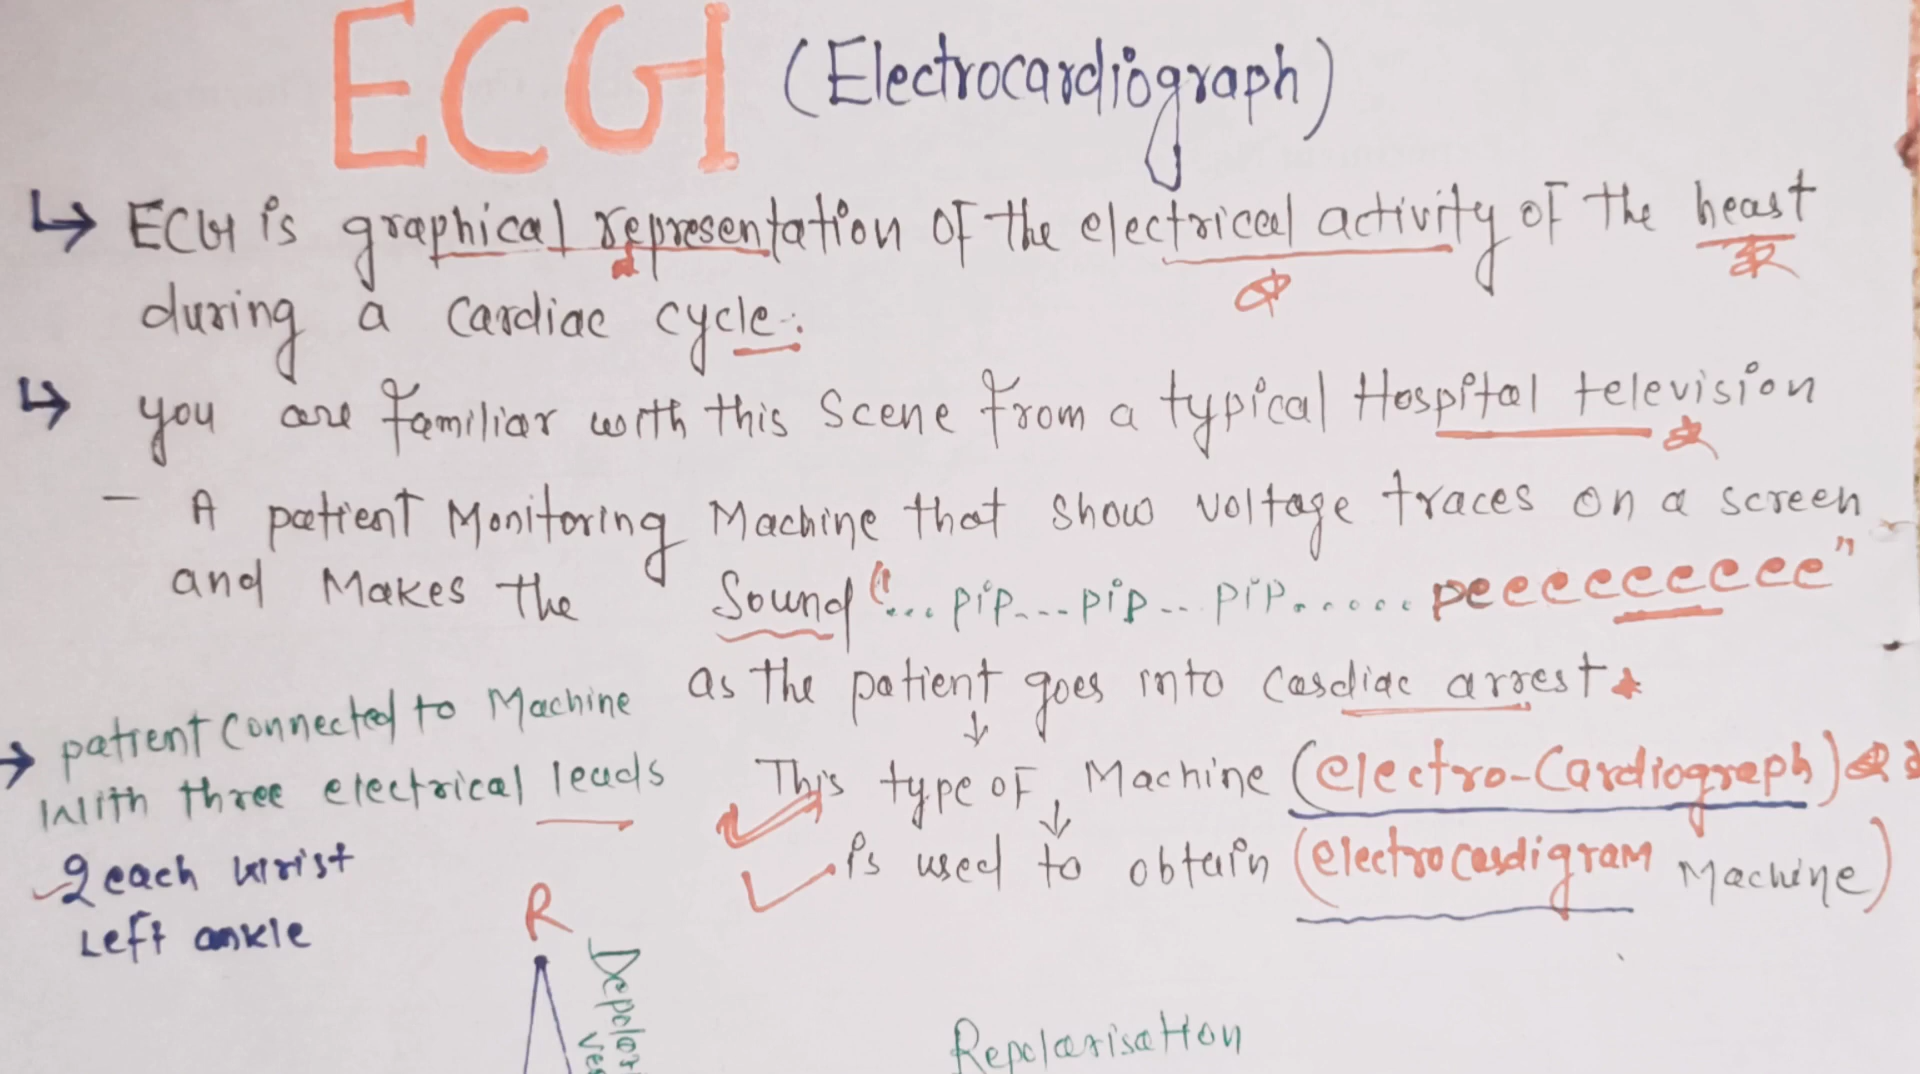 ECG (Electrocardiograph)
↳ ECG is graphical representation of the electrical activity of the heart
during a cardiac cycle.
↳ you are familiar with this scene from a typical Hospital television
- A patient Monitoring Machine that show voltage traces on a screen
and Makes the Sound "...pip---pip--pip......peeeeeeeeee"
as the patient goes into cardiac arrest
→ patient connected to Machine
With three electrical leads
2 each wrist
Left ankle
↓
This type of Machine (electro-Cardiograph)
↓
is used to obtain (electrocardigram Machine)
R
Repolarisation